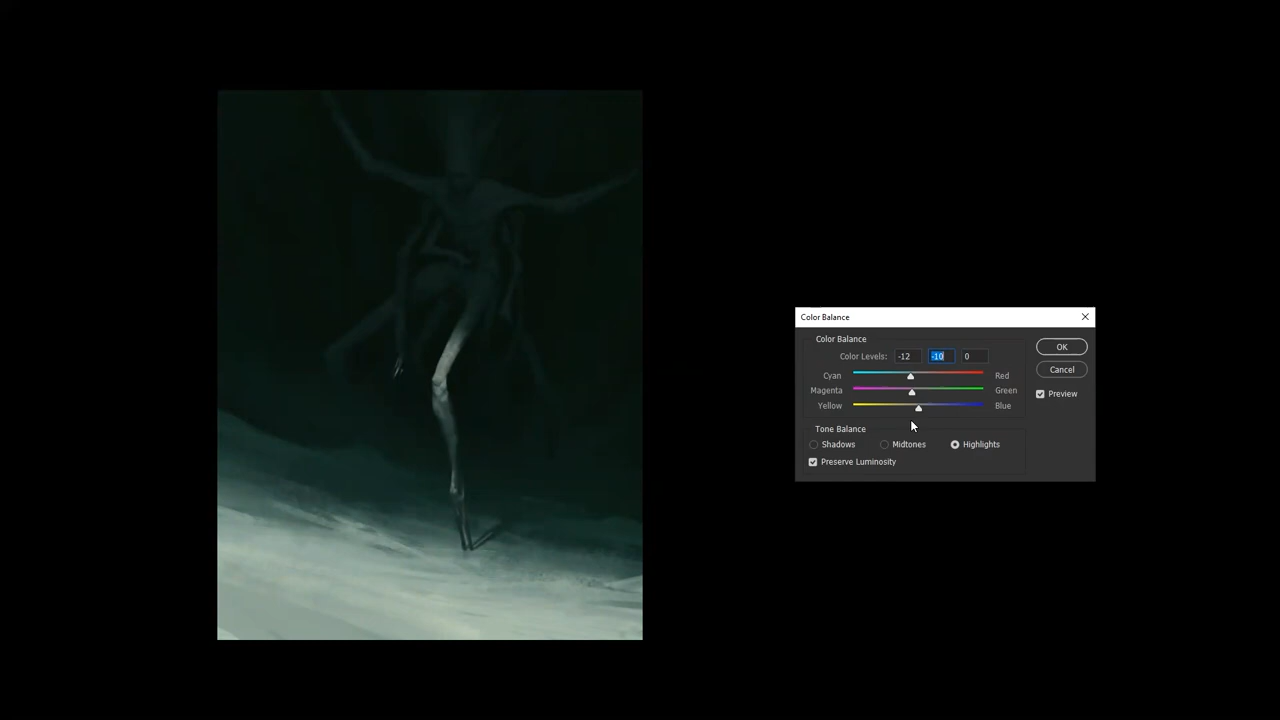 Color Balance
Color Balance
Color Levels: -12 -10 0
Cyan Red
Magenta Green
Yellow Blue
Tone Balance
Shadows Midtones Highlights
Preserve Luminosity
OK
Cancel
Preview